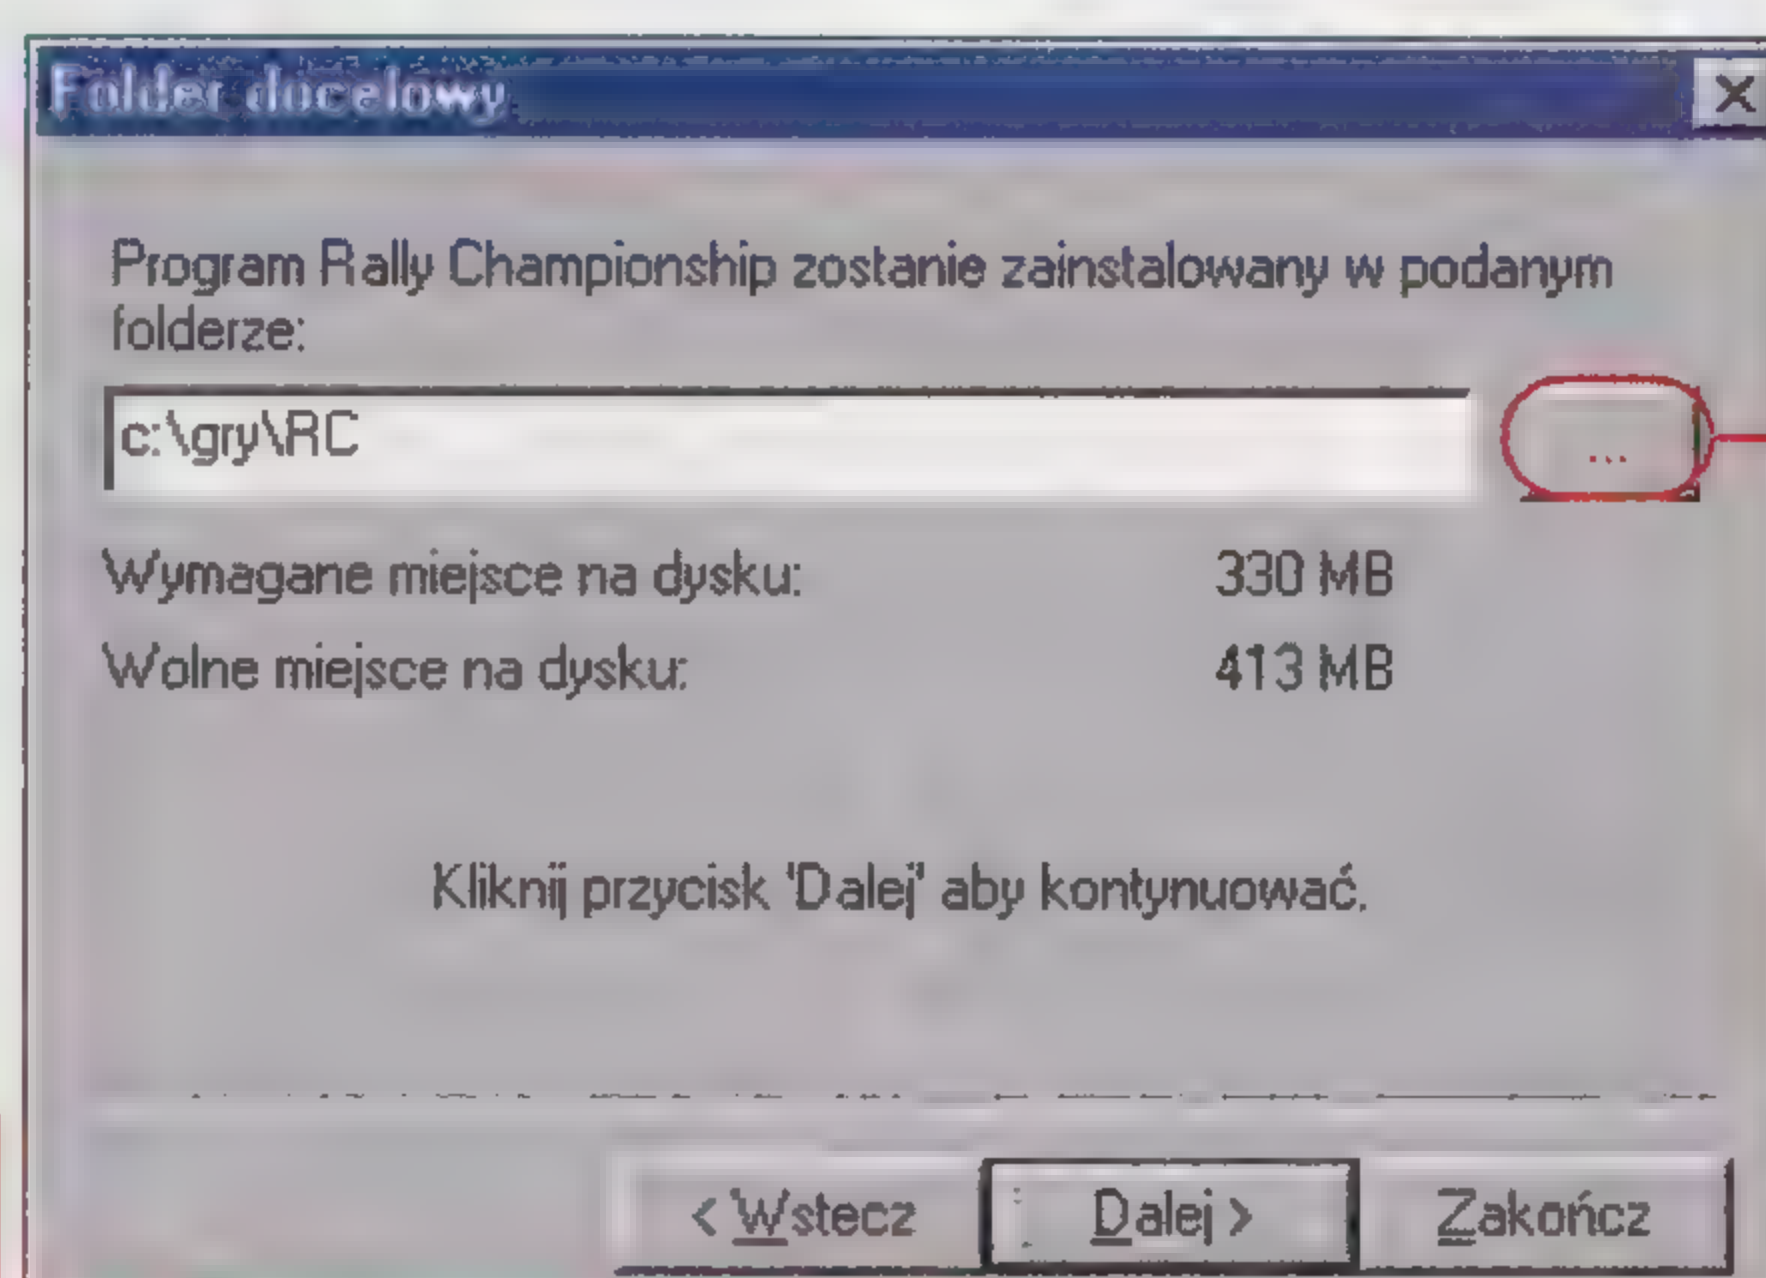 Folder docelowy
Program Rally Championship zostanie zainstalowany w podanym
folderze:
c:\gry\RC
...
Wymagane miejsce na dysku: 330 MB
Wolne miejsce na dysku: 413 MB
Kliknij przycisk 'Dalej' aby kontynuować.
< Wstecz Dalej > Zakończ